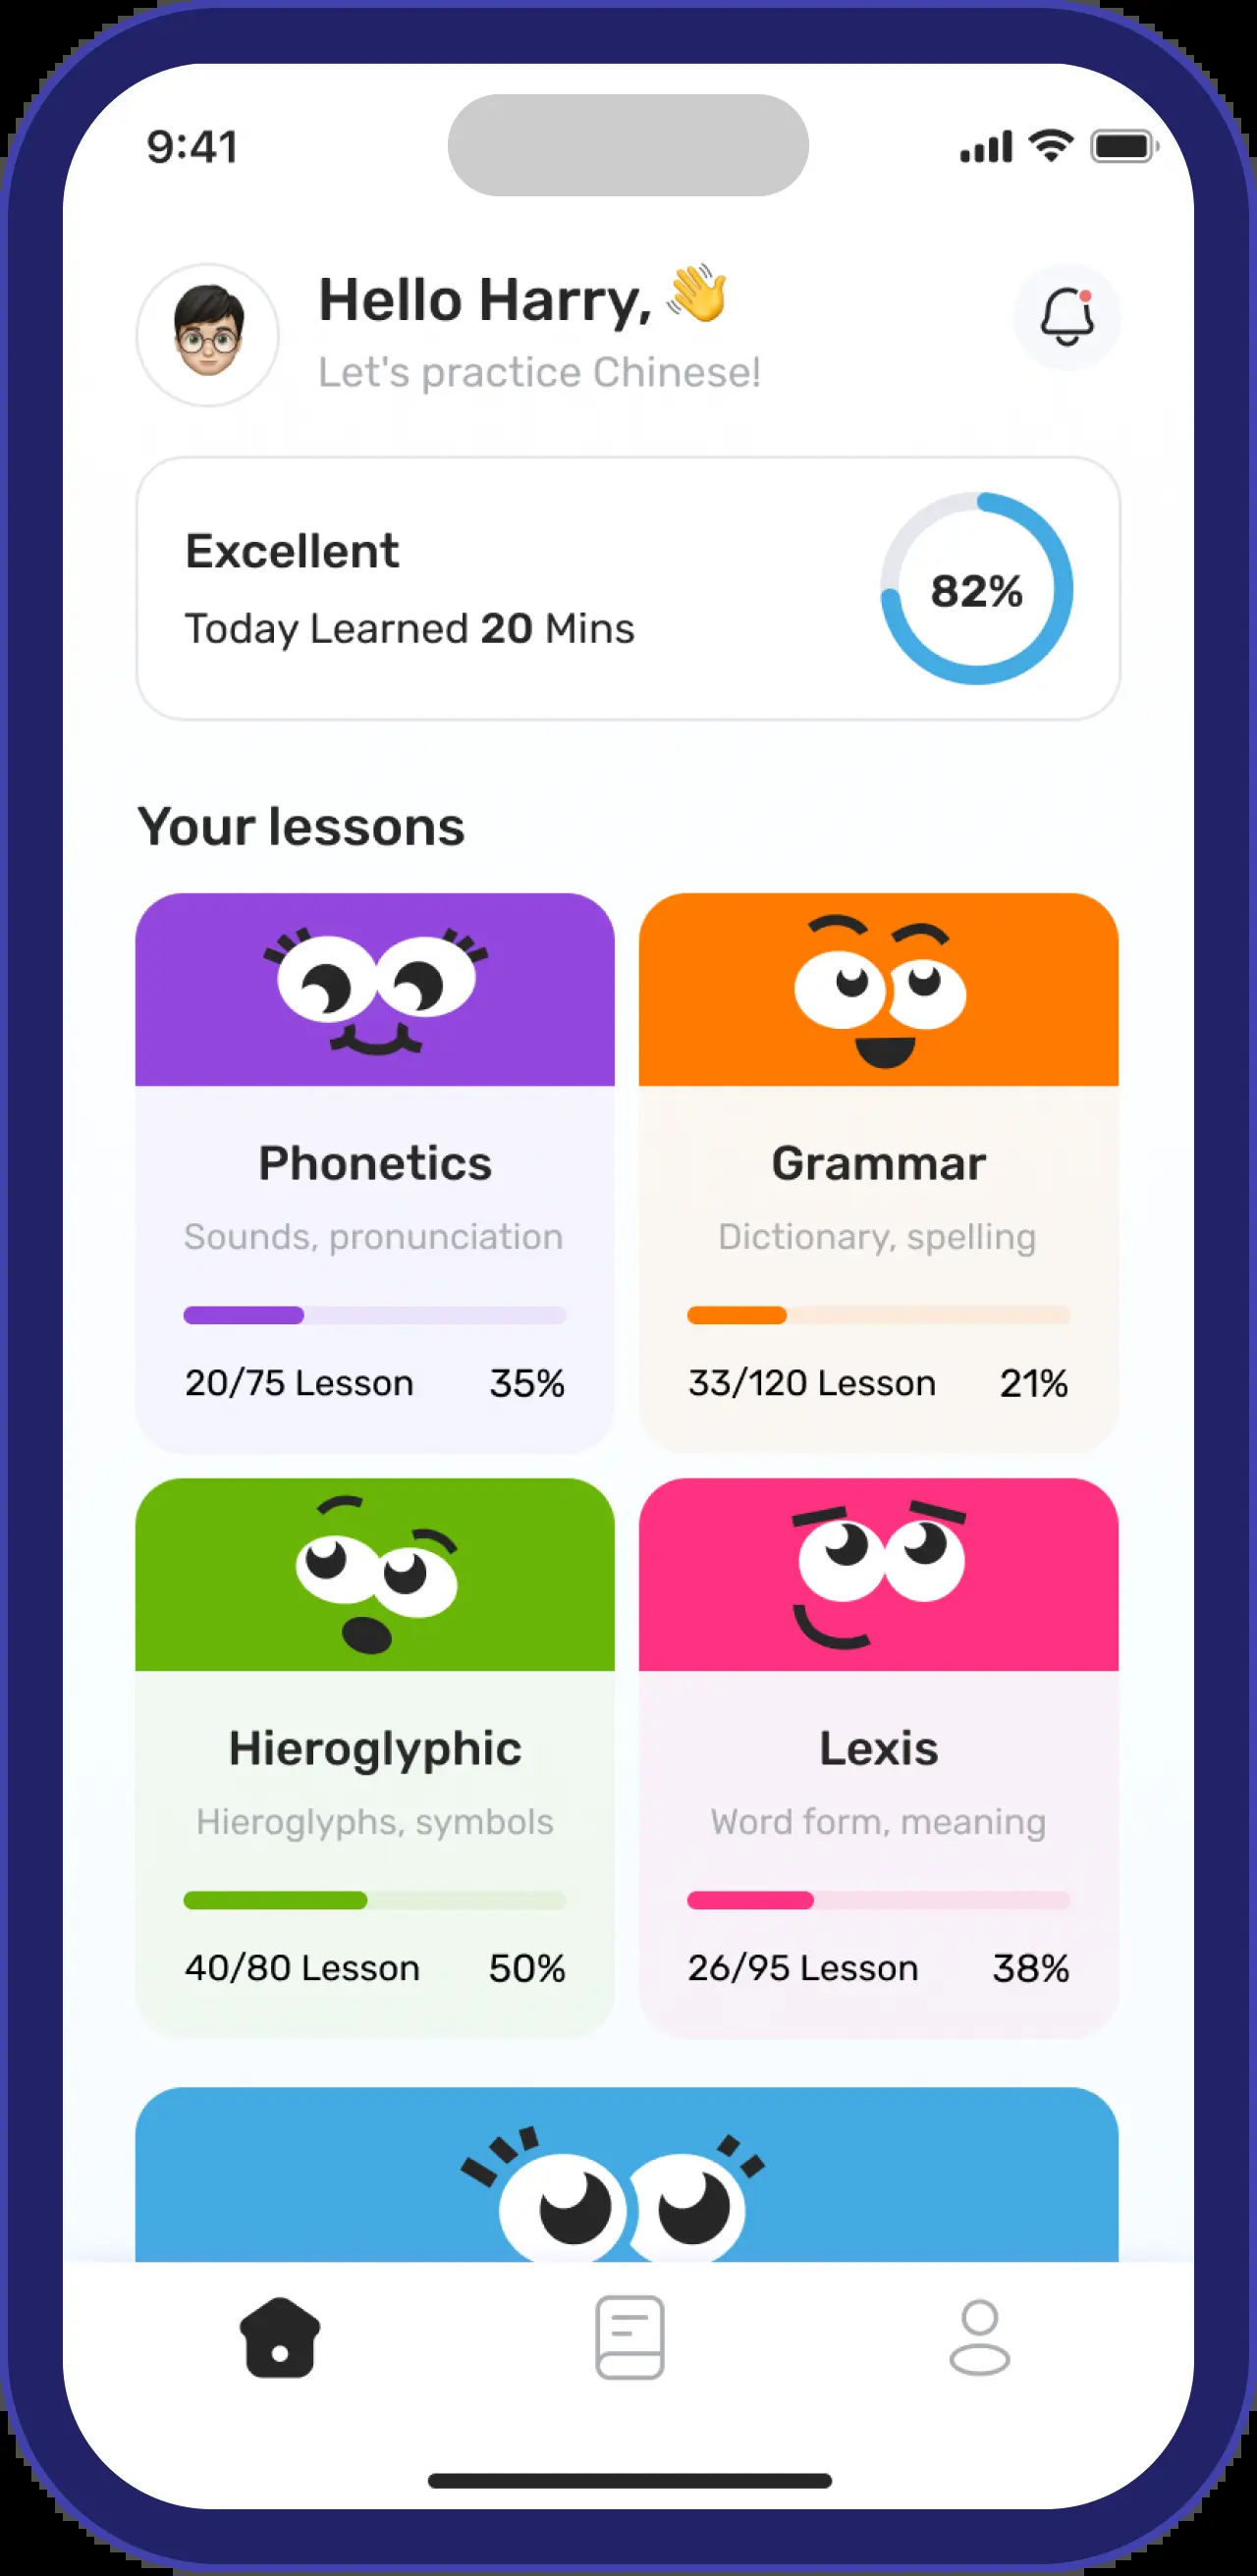 9:41
Hello Harry, 👋
Let's practice Chinese!
Excellent
Today Learned 20 Mins
82%
Your lessons
Phonetics
Sounds, pronunciation
20/75 Lesson 35%
Grammar
Dictionary, spelling
33/120 Lesson 21%
Hieroglyphic
Hieroglyphs, symbols
40/80 Lesson 50%
Lexis
Word form, meaning
26/95 Lesson 38%